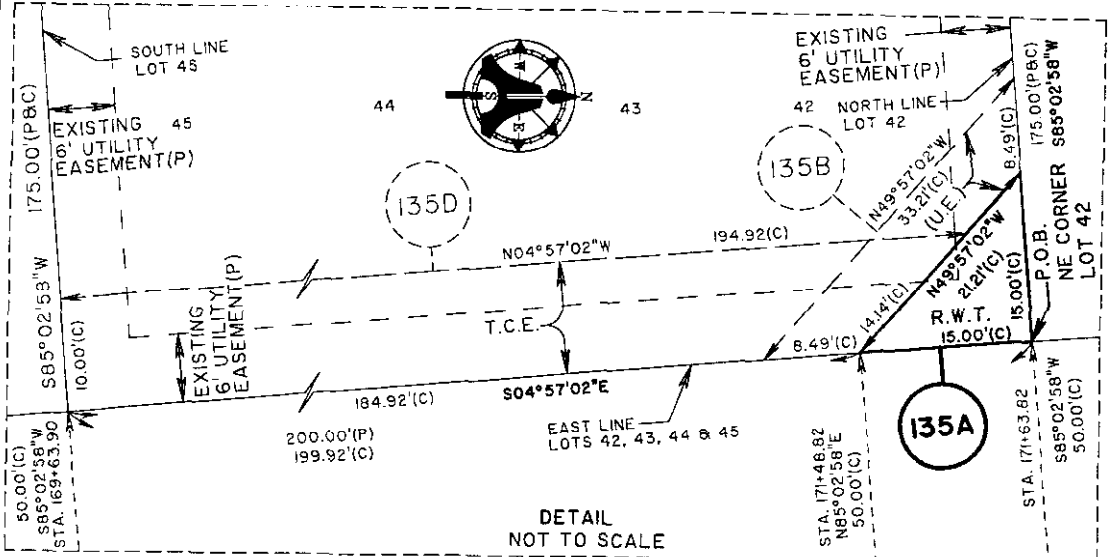 SOUTH LINE
LOT 45
EXISTING
6' UTILITY
EASEMENT(P)
175.00'(P&C)
S85°02'58"W
10.00'(C)
45
44
W
S
N
E
43
42
EXISTING
6' UTILITY
EASEMENT(P)
NORTH LINE
LOT 42
175.00'(P&C)
S85°02'58"W
8.49'(C)
135D
135B
N49°57'02"W
33.21'(C)
(U.E.)
N04°57'02"W
194.92(C)
EXISTING
6' UTILITY
EASEMENT(P)
T.C.E.
14.14'(C)
N49°57'02"W
21.21'(C)
R.W.T.
15.00'(C)
15.00'(C)
P.O.B.
NE CORNER
LOT 42
8.49'(C)
S04°57'02"E
184.92'(C)
200.00'(P)
199.92'(C)
EAST LINE
LOTS 42, 43, 44 & 45
135A
50.00'(C)
S85°02'58"W
STA. 169+63.90
STA. 171+48.82
N85°02'58"E
50.00'(C)
STA. 171+63.82
S85°02'58"W
50.00'(C)
DETAIL
NOT TO SCALE